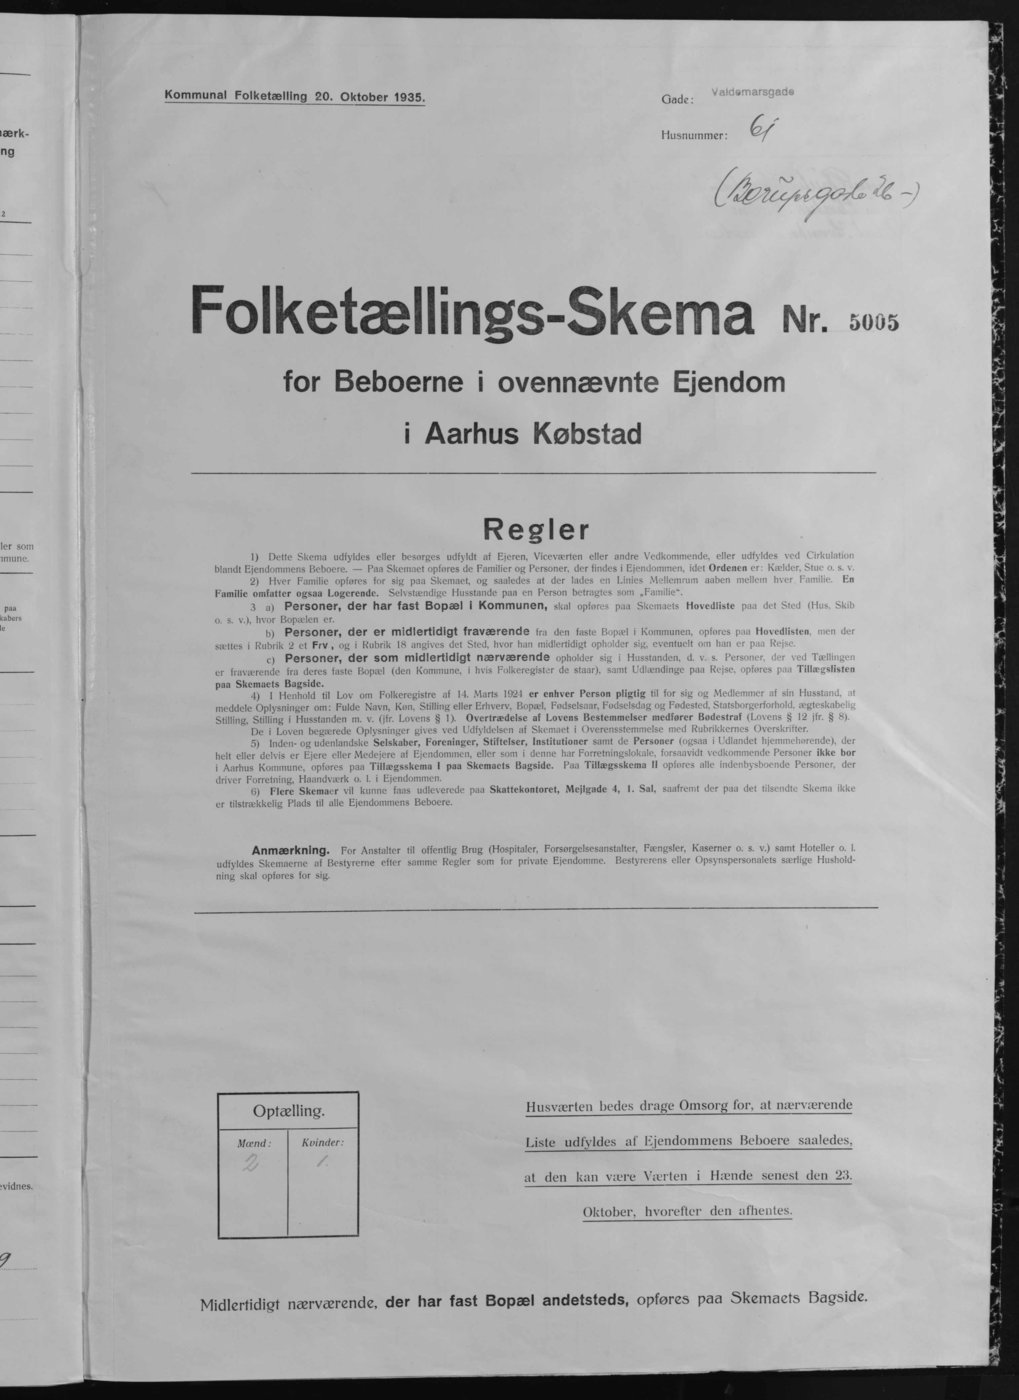 Kommunal Folketælling 20. Oktober 1935.
Gade: Valdemarsgade
Husnummer: 61
(Borupsgade 26 -)
Folketællings-Skema Nr. 5005
for Beboerne i ovennævnte Ejendom
i Aarhus Købstad
Regler
1) Dette Skema udfyldes eller besørges udfyldt af Ejeren, Viceværten eller andre Vedkommende, eller udfyldes ved Cirkulation
blandt Ejendommens Beboere. — Paa Skemaet opføres de Familier og Personer, der findes i Ejendommen, idet Ordenen er: Kælder, Stue o. s. v.
2) Hver Familie opføres for sig paa Skemaet, og saaledes at der lades en Linies Mellemrum aaben mellem hver Familie. En
Familie omfatter ogsaa Logerende. Selvstændige Husstande paa en Person betragtes som „Familie“.
3 a) Personer, der har fast Bopæl i Kommunen, skal opføres paa Skemaets Hovedliste paa det Sted (Hus, Skib
o. s. v.), hvor Bopælen er.
b) Personer, der er midlertidigt fraværende fra den faste Bopæl i Kommunen, opføres paa Hovedlisten, men der
sættes i Rubrik 2 et Frv., og i Rubrik 18 angives det Sted, hvor han midlertidigt opholder sig, eventuelt om han er paa Rejse.
c) Personer, der som midlertidigt nærværende opholder sig i Husstanden, d. v. s. Personer, der ved Tællingen
er fraværende fra deres faste Bopæl (den Kommune, i hvis Folkeregister de staar), samt Udlændinge paa Rejse, opføres paa Tillægslisten
paa Skemaets Bagside.
4) I Henhold til Lov om Folkeregistre af 14. Marts 1924 er enhver Person pligtig til for sig og Medlemmer af sin Husstand, at
meddele Oplysninger om: Fulde Navn, Køn, Stilling eller Erhverv, Bopæl, Fødselsaar, Fødselsdag og Fødested, Statsborgerforhold, ægteskabelig
Stilling, Stilling i Husstanden m. v. (jfr. Lovens § 1). Overtrædelse af Lovens Bestemmelser medfører Bødestraf (Lovens § 12 jfr. § 8).
De i Loven begærede Oplysninger gives ved Udfyldelsen af Skemaet i Overensstemmelse med Rubrikkernes Overskrifter.
5) Inden- og udenlandske Selskaber, Foreninger, Stiftelser, Institutioner samt de Personer (ogsaa i Udlandet hjemmehørende), der
helt eller delvis er Ejere eller Medejere af Ejendommen, eller som i denne har Forretningslokale, forsaavidt vedkommende Personer ikke bor
i Aarhus Kommune, opføres paa Tillægsskema I paa Skemaets Bagside. Paa Tillægsskema II opføres alle indenbysboende Personer, der
driver Forretning, Haandværk o. l. i Ejendommen.
6) Flere Skemaer vil kunne faas udleverede paa Skattekontoret, Mejlgade 4, 1. Sal, saafremt der paa det tilsendte Skema ikke
er tilstrækkelig Plads til alle Ejendommens Beboere.
Anmærkning. For Anstalter til offentlig Brug (Hospitaler, Forsørgelsesanstalter, Fængsler, Kaserner o. s. v.) samt Hoteller o. l.
udfyldes Skemaerne af Bestyrerne efter samme Regler som for private Ejendomme. Bestyrerens eller Opsynspersonalets særlige Hushold-
ning skal opføres for sig.
Optælling.
Mænd: Kvinder:
2 1.
Husværten bedes drage Omsorg for, at nærværende
Liste udfyldes af Ejendommens Beboere saaledes,
at den kan være Værten i Hænde senest den 23.
Oktober, hvorefter den afhentes.
Midlertidigt nærværende, der har fast Bopæl andetsteds, opføres paa Skemaets Bagside.